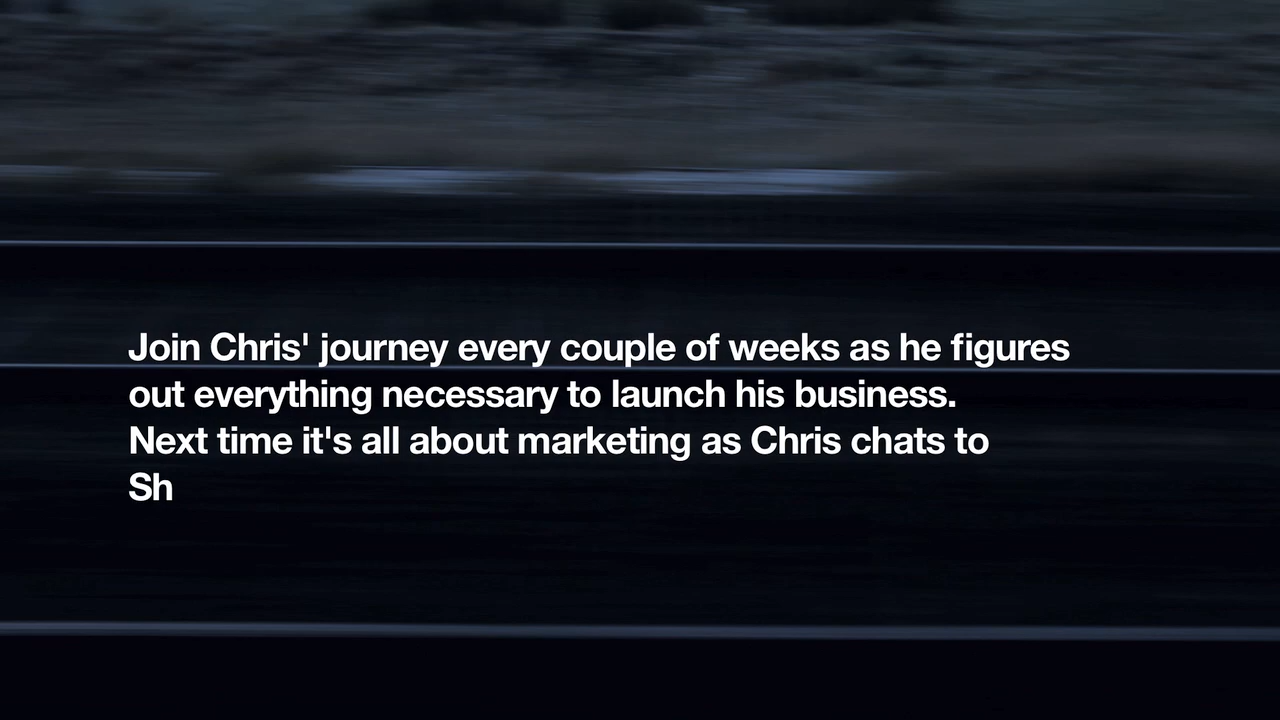 Join Chris' journey every couple of weeks as he figures
out everything necessary to launch his business.
Next time it's all about marketing as Chris chats to
Sh